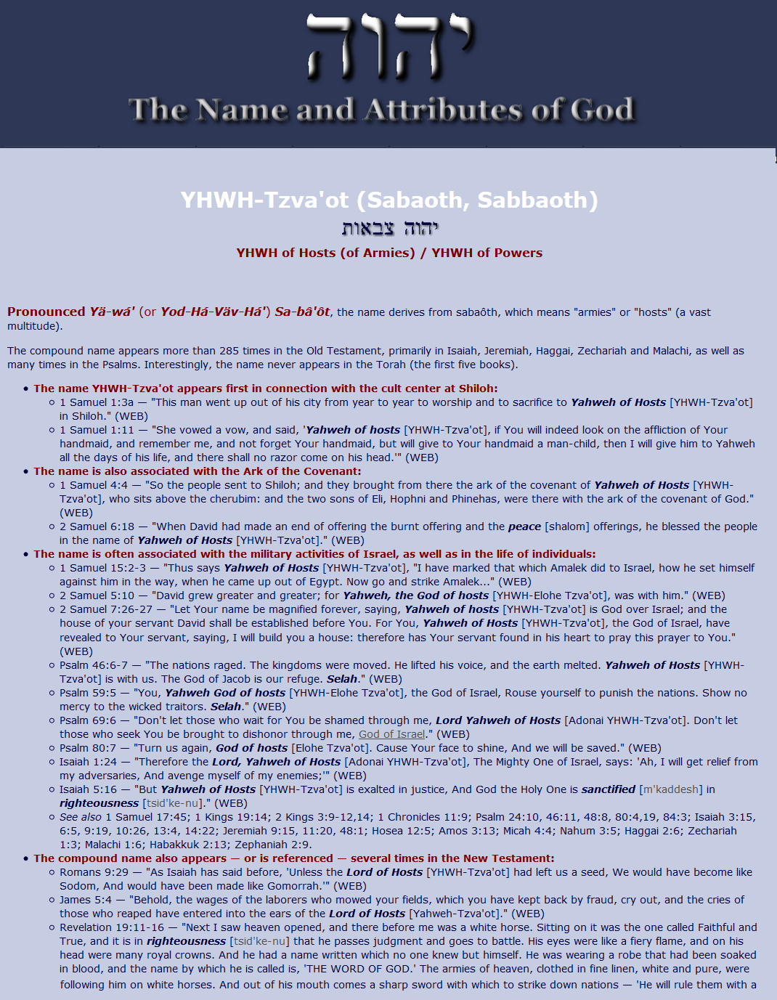 יהוה
The Name and Attributes of God
YHWH-Tzva'ot (Sabaoth, Sabbaoth)
יהוה צבאות
YHWH of Hosts (of Armies) / YHWH of Powers
Pronounced Yä-wá' (or Yod-Há-Väv-Há') Sa-bâ'ôt, the name derives from sabaôth, which means "armies" or "hosts" (a vast
multitude).
The compound name appears more than 285 times in the Old Testament, primarily in Isaiah, Jeremiah, Haggai, Zechariah and Malachi, as well as
many times in the Psalms. Interestingly, the name never appears in the Torah (the first five books).
• The name YHWH-Tzva'ot appears first in connection with the cult center at Shiloh:
○ 1 Samuel 1:3a — "This man went up out of his city from year to year to worship and to sacrifice to Yahweh of Hosts [YHWH-Tzva'ot]
in Shiloh." (WEB)
○ 1 Samuel 1:11 — "She vowed a vow, and said, 'Yahweh of hosts [YHWH-Tzva'ot], if You will indeed look on the affliction of Your
handmaid, and remember me, and not forget Your handmaid, but will give to Your handmaid a man-child, then I will give him to Yahweh
all the days of his life, and there shall no razor come on his head.'" (WEB)
• The name is also associated with the Ark of the Covenant:
○ 1 Samuel 4:4 — "So the people sent to Shiloh; and they brought from there the ark of the covenant of Yahweh of Hosts [YHWH-
Tzva'ot], who sits above the cherubim: and the two sons of Eli, Hophni and Phinehas, were there with the ark of the covenant of God."
(WEB)
○ 2 Samuel 6:18 — "When David had made an end of offering the burnt offering and the peace [shalom] offerings, he blessed the people
in the name of Yahweh of Hosts [YHWH-Tzva'ot]." (WEB)
• The name is often associated with the military activities of Israel, as well as in the life of individuals:
○ 1 Samuel 15:2-3 — "Thus says Yahweh of Hosts [YHWH-Tzva'ot], "I have marked that which Amalek did to Israel, how he set himself
against him in the way, when he came up out of Egypt. Now go and strike Amalek..." (WEB)
○ 2 Samuel 5:10 — "David grew greater and greater; for Yahweh, the God of hosts [YHWH-Elohe Tzva'ot], was with him." (WEB)
○ 2 Samuel 7:26-27 — "Let Your name be magnified forever, saying, Yahweh of hosts [YHWH-Tzva'ot] is God over Israel; and the
house of your servant David shall be established before You. For You, Yahweh of Hosts [YHWH-Tzva'ot], the God of Israel, have
revealed to Your servant, saying, I will build you a house: therefore has Your servant found in his heart to pray this prayer to You."
(WEB)
○ Psalm 46:6-7 — "The nations raged. The kingdoms were moved. He lifted his voice, and the earth melted. Yahweh of Hosts [YHWH-
Tzva'ot] is with us. The God of Jacob is our refuge. Selah." (WEB)
○ Psalm 59:5 — "You, Yahweh God of hosts [YHWH-Elohe Tzva'ot], the God of Israel, Rouse yourself to punish the nations. Show no
mercy to the wicked traitors. Selah." (WEB)
○ Psalm 69:6 — "Don't let those who wait for You be shamed through me, Lord Yahweh of Hosts [Adonai YHWH-Tzva'ot]. Don't let
those who seek You be brought to dishonor through me, God of Israel." (WEB)
○ Psalm 80:7 — "Turn us again, God of hosts [Elohe Tzva'ot]. Cause Your face to shine, And we will be saved." (WEB)
○ Isaiah 1:24 — "Therefore the Lord, Yahweh of Hosts [Adonai YHWH-Tzva'ot], The Mighty One of Israel, says: 'Ah, I will get relief from
my adversaries, And avenge myself of my enemies;'" (WEB)
○ Isaiah 5:16 — "But Yahweh of Hosts [YHWH-Tzva'ot] is exalted in justice, And God the Holy One is sanctified [m'kaddesh] in
righteousness [tsid'ke-nu]." (WEB)
○ See also 1 Samuel 17:45; 1 Kings 19:14; 2 Kings 3:9-12,14; 1 Chronicles 11:9; Psalm 24:10, 46:11, 48:8, 80:4,19, 84:3; Isaiah 3:15,
6:5, 9:19, 10:26, 13:4, 14:22; Jeremiah 9:15, 11:20, 48:1; Hosea 12:5; Amos 3:13; Micah 4:4; Nahum 3:5; Haggai 2:6; Zechariah
1:3; Malachi 1:6; Habakkuk 2:13; Zephaniah 2:9.
• The compound name also appears — or is referenced — several times in the New Testament:
○ Romans 9:29 — "As Isaiah has said before, 'Unless the Lord of Hosts [YHWH-Tzva'ot] had left us a seed, We would have become like
Sodom, And would have been made like Gomorrah.'" (WEB)
○ James 5:4 — "Behold, the wages of the laborers who mowed your fields, which you have kept back by fraud, cry out, and the cries of
those who reaped have entered into the ears of the Lord of Hosts [Yahweh-Tzva'ot]." (WEB)
○ Revelation 19:11-16 — "Next I saw heaven opened, and there before me was a white horse. Sitting on it was the one called Faithful and
True, and it is in righteousness [tsid'ke-nu] that he passes judgment and goes to battle. His eyes were like a fiery flame, and on his
head were many royal crowns. And he had a name written which no one knew but himself. He was wearing a robe that had been soaked
in blood, and the name by which he is called is, 'THE WORD OF GOD.' The armies of heaven, clothed in fine linen, white and pure, were
following him on white horses. And out of his mouth comes a sharp sword with which to strike down nations — 'He will rule them with a